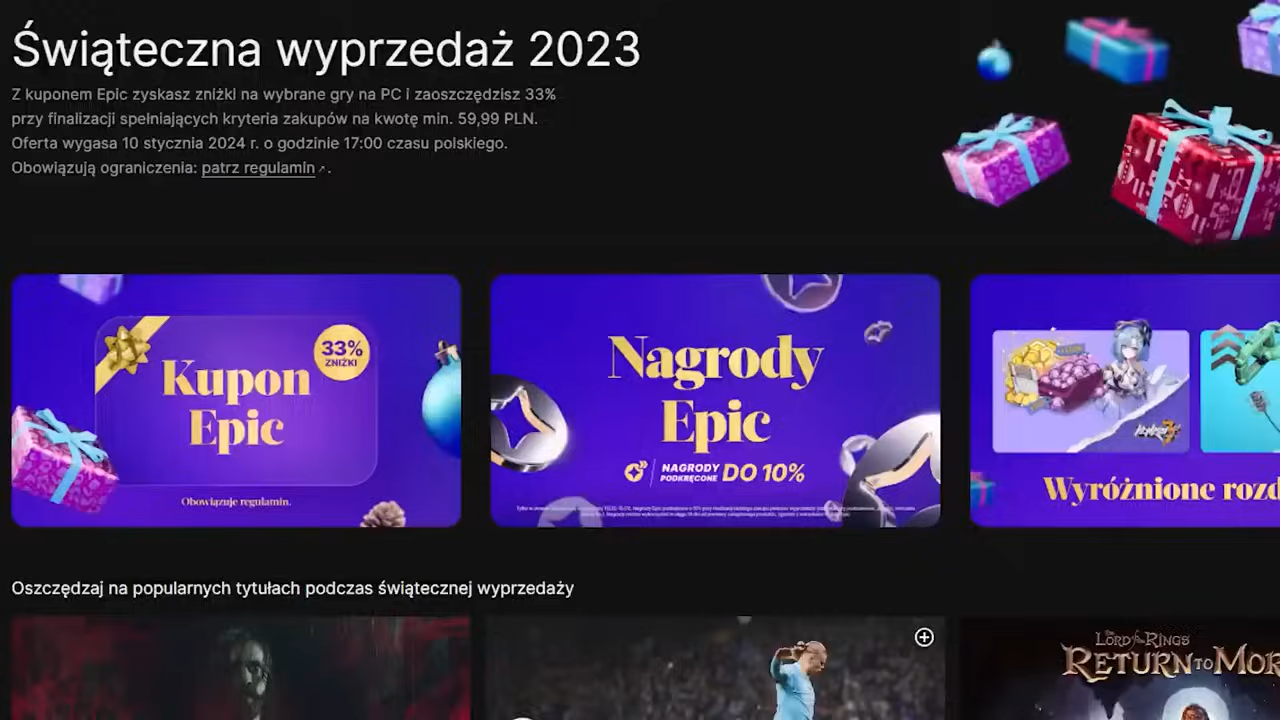 Świąteczna wyprzedaż 2023
Z kuponem Epic zyskasz zniżki na wybrane gry na PC i zaoszczędzisz 33%
przy finalizacji spełniających kryteria zakupów na kwotę min. 59,99 PLN.
Oferta wygasa 10 stycznia 2024 r. o godzinie 17:00 czasu polskiego.
Obowiązują ograniczenia: patrz regulamin↗.
33%
ZNIŻKI
Kupon
Epic
Obowiązuje regulamin.
Nagrody
Epic
NAGRODY
PODKRĘCONE DO 10%
Wyróżnione rozd
Oszczędzaj na popularnych tytułach podczas świątecznej wyprzedaży
The
LORD of the RINGS
RETURN TO MOR